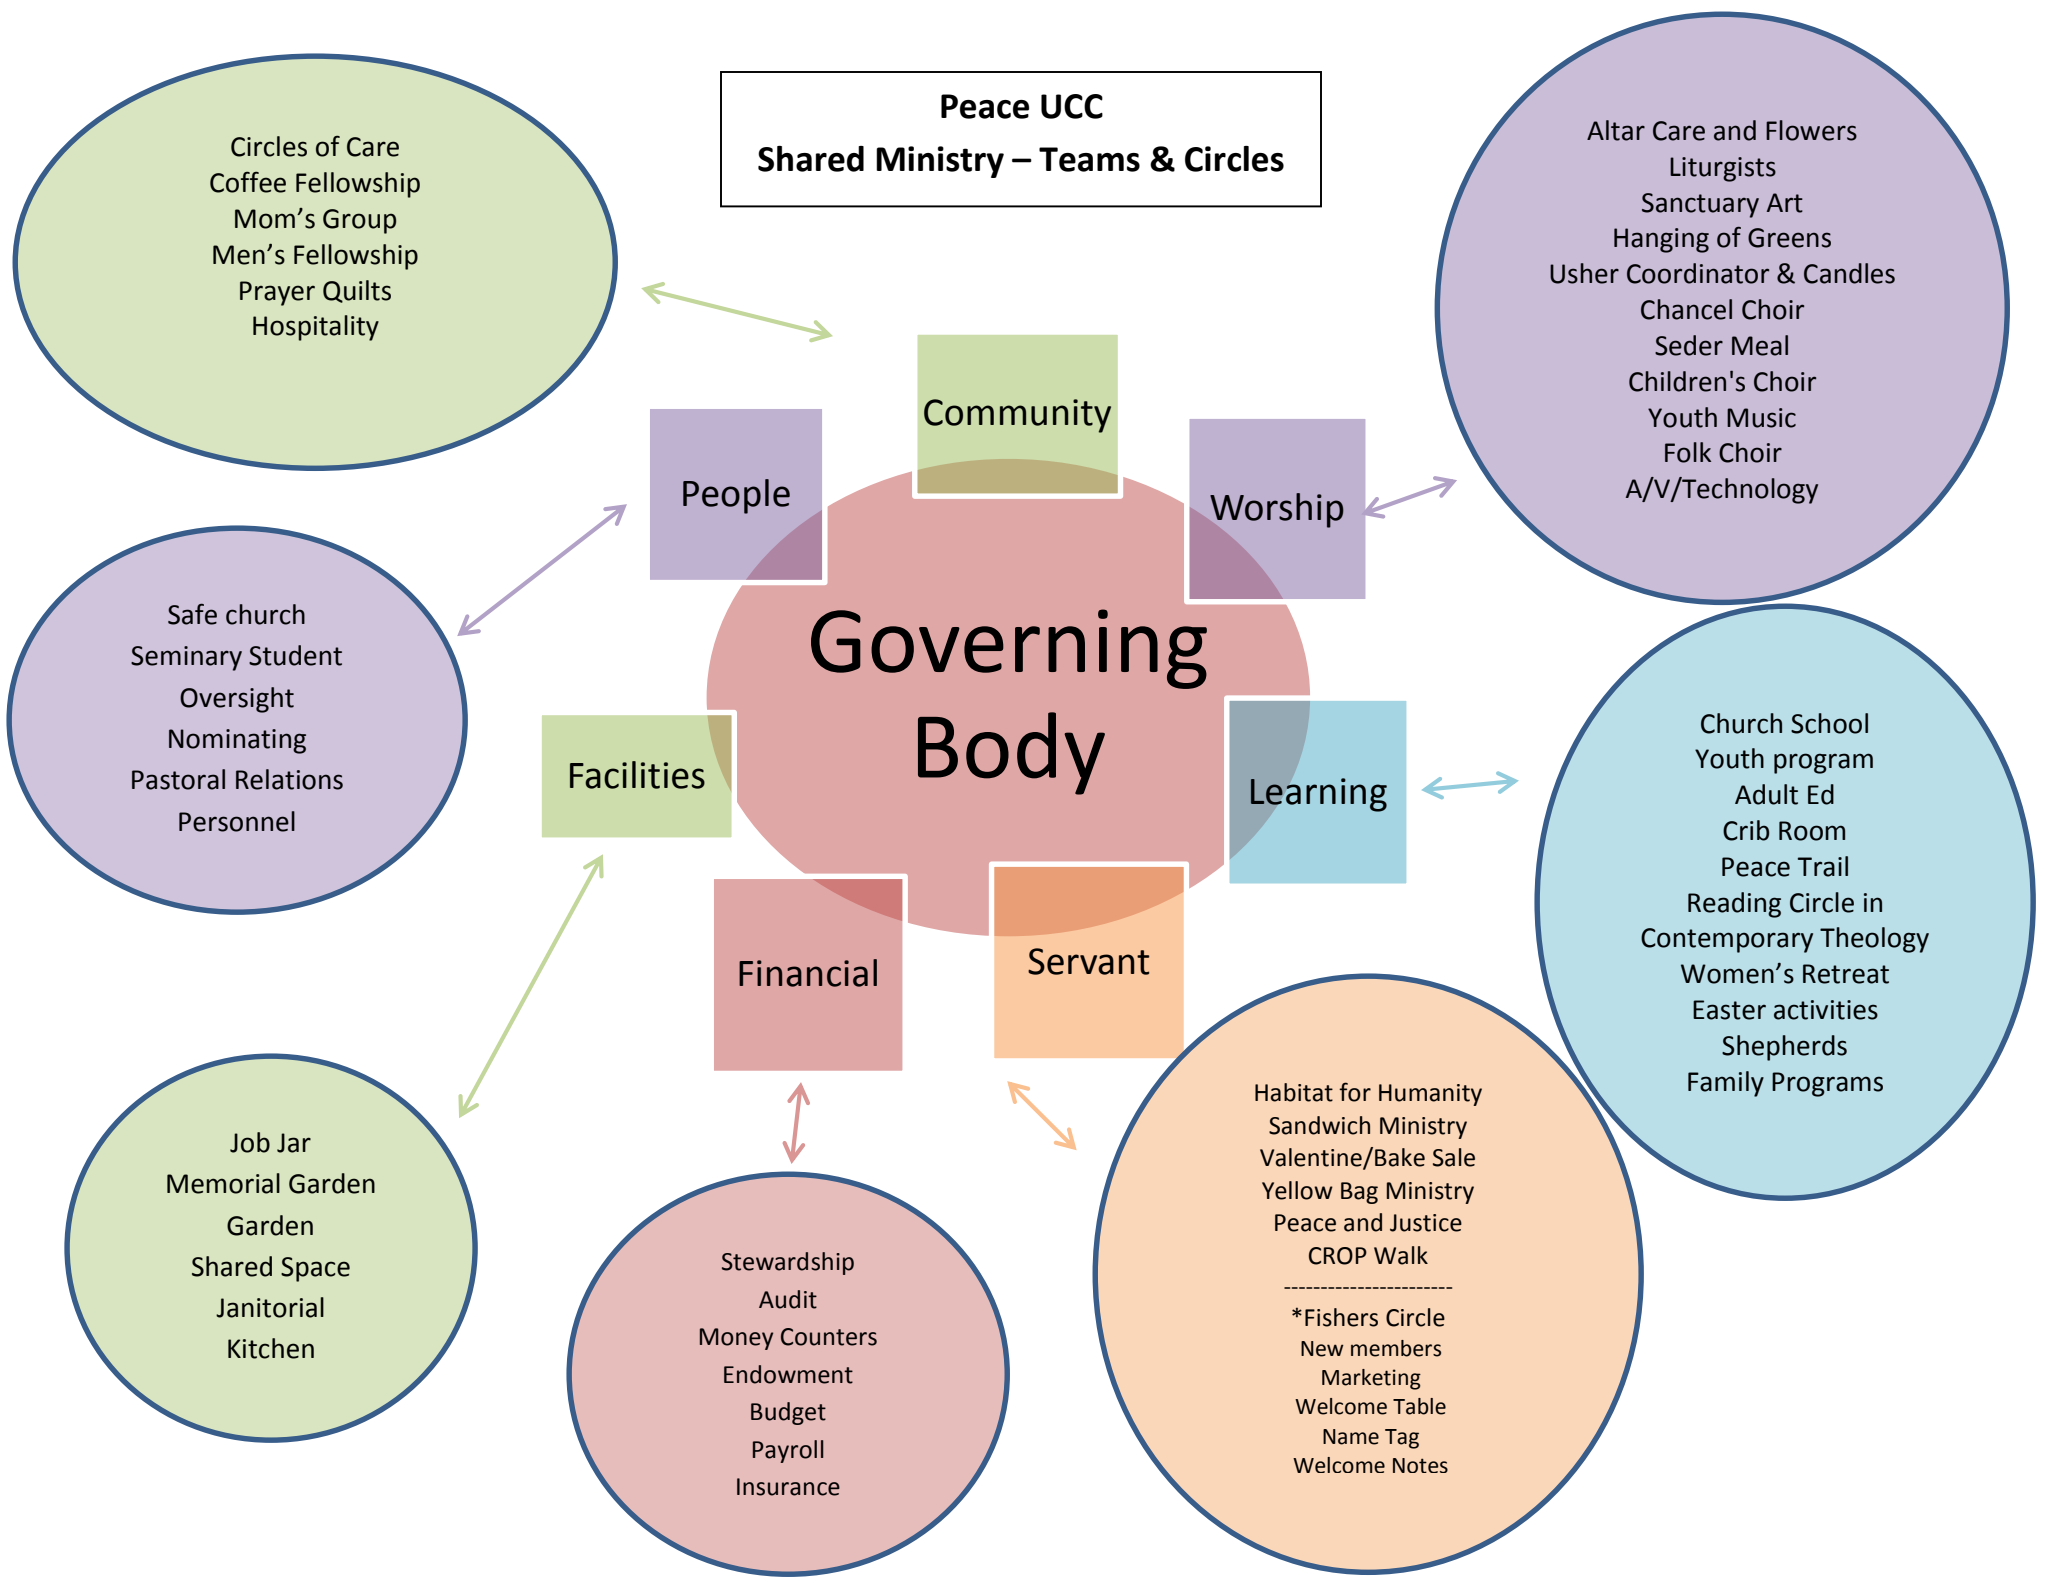 Peace UCC
Shared Ministry – Teams & Circles
Circles of Care
Coffee Fellowship
Mom’s Group
Men’s Fellowship
Prayer Quilts
Hospitality
Altar Care and Flowers
Liturgists
Sanctuary Art
Hanging of Greens
Usher Coordinator & Candles
Chancel Choir
Seder Meal
Children's Choir
Youth Music
Folk Choir
A/V/Technology
Community
People
Worship
Governing
Body
Facilities
Learning
Financial
Servant
Safe church
Seminary Student
Oversight
Nominating
Pastoral Relations
Personnel
Church School
Youth program
Adult Ed
Crib Room
Peace Trail
Reading Circle in
Contemporary Theology
Women’s Retreat
Easter activities
Shepherds
Family Programs
Job Jar
Memorial Garden
Garden
Shared Space
Janitorial
Kitchen
Stewardship
Audit
Money Counters
Endowment
Budget
Payroll
Insurance
Habitat for Humanity
Sandwich Ministry
Valentine/Bake Sale
Yellow Bag Ministry
Peace and Justice
CROP Walk
-----------------------
*Fishers Circle
New members
Marketing
Welcome Table
Name Tag
Welcome Notes